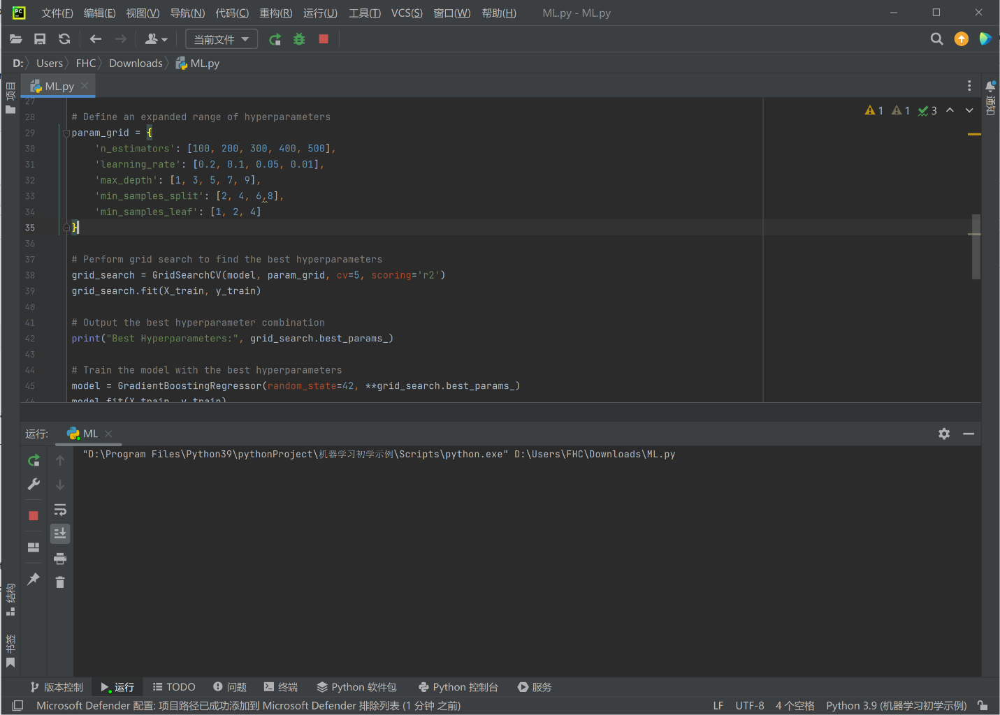 PC 文件(F) 编辑(E) 视图(V) 导航(N) 代码(C) 重构(R) 运行(U) 工具(T) VCS(S) 窗口(W) 帮助(H) ML.py - ML.py
当前文件
D: Users FHC Downloads ML.py
项目
ML.py
通知
1 1 3
27
28 # Define an expanded range of hyperparameters
29 param_grid = {
30 'n_estimators': [100, 200, 300, 400, 500],
31 'learning_rate': [0.2, 0.1, 0.05, 0.01],
32 'max_depth': [1, 3, 5, 7, 9],
33 'min_samples_split': [2, 4, 6,8],
34 'min_samples_leaf': [1, 2, 4]
35 }
36
37 # Perform grid search to find the best hyperparameters
38 grid_search = GridSearchCV(model, param_grid, cv=5, scoring='r2')
39 grid_search.fit(X_train, y_train)
40
41 # Output the best hyperparameter combination
42 print("Best Hyperparameters:", grid_search.best_params_)
43
44 # Train the model with the best hyperparameters
45 model = GradientBoostingRegressor(random_state=42, **grid_search.best_params_)
46 model.fit(X_train, y_train)
运行: ML
"D:\Program Files\Python39\pythonProject\机器学习初学示例\Scripts\python.exe" D:\Users\FHC\Downloads\ML.py
结构
书签
版本控制 运行 TODO 问题 终端 Python 软件包 Python 控制台 服务
Microsoft Defender 配置: 项目路径已成功添加到 Microsoft Defender 排除列表 (1 分钟 之前) LF UTF-8 4 个空格 Python 3.9 (机器学习初学示例)